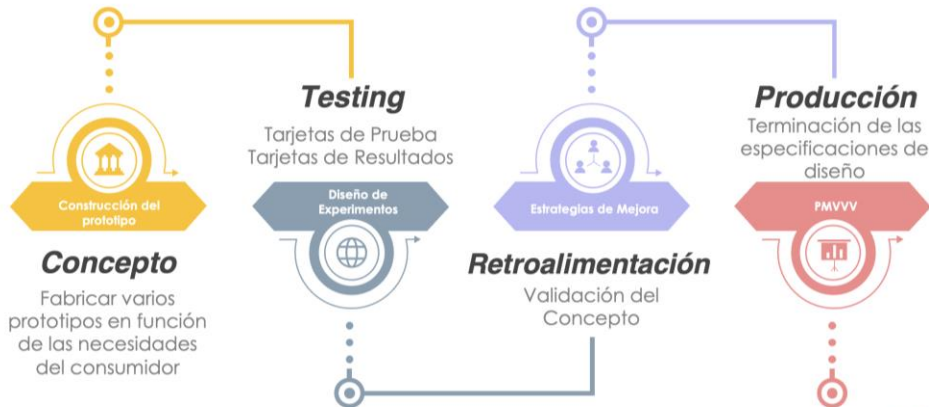 Construcción del
prototipo
Concepto
Fabricar varios
prototipos en función
de las necesidades
del consumidor
Testing
Tarjetas de Prueba
Tarjetas de Resultados
Diseño de
Experimentos
Estrategias de Mejora
Retroalimentación
Validación del
Concepto
Producción
Terminación de las
especificaciones de
diseño
PMVVV